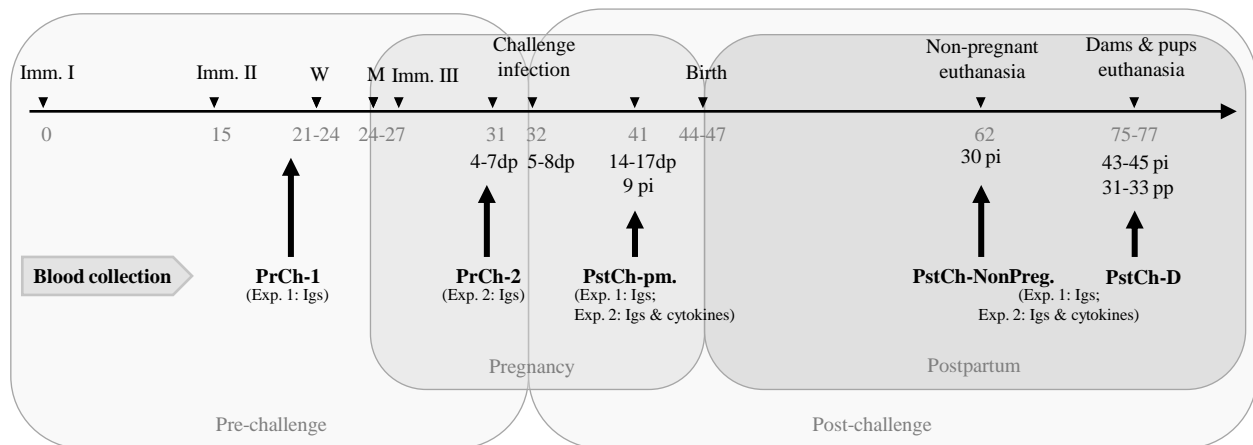 Challenge
infection
Non-pregnant
euthanasia
Dams & pups
euthanasia
Imm. I
Imm. II
W
M
Imm. III
Birth
0
15
21-24
24-27
31
32
41
44-47
62
75-77
4-7dp
5-8dp
14-17dp
9 pi
30 pi
43-45 pi
31-33 pp
Blood collection
PrCh-1
(Exp. 1: Igs)
PrCh-2
(Exp. 2: Igs)
PstCh-pm.
(Exp. 1: Igs;
Exp. 2: Igs & cytokines)
PstCh-NonPreg.
PstCh-D
(Exp. 1: Igs;
Exp. 2: Igs & cytokines)
Pregnancy
Postpartum
Pre-challenge
Post-challenge